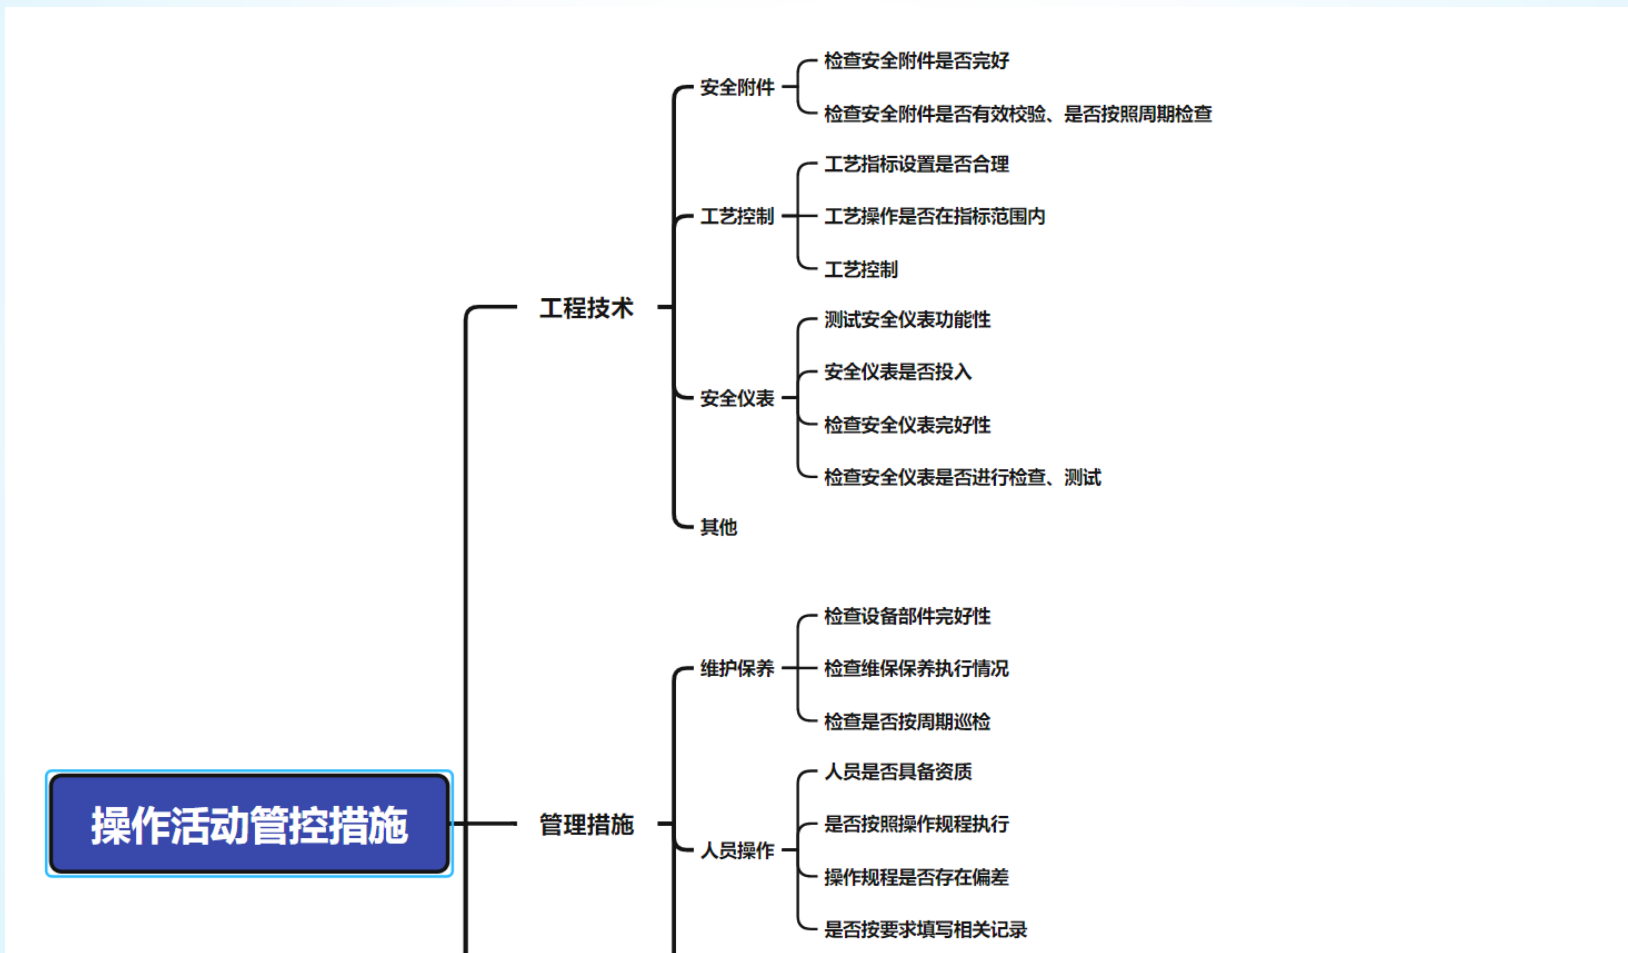 检查安全附件是否完好
安全附件
检查安全附件是否有效校验、是否按照周期检查
工艺指标设置是否合理
工艺控制
工艺操作是否在指标范围内
工艺控制
工程技术
测试安全仪表功能性
安全仪表是否投入
安全仪表
检查安全仪表完好性
检查安全仪表是否进行检查、测试
其他
检查设备部件完好性
维护保养
检查维保保养执行情况
检查是否按周期巡检
人员是否具备资质
操作活动管控措施
管理措施
是否按照操作规程执行
人员操作
操作规程是否存在偏差
是否按要求填写相关记录